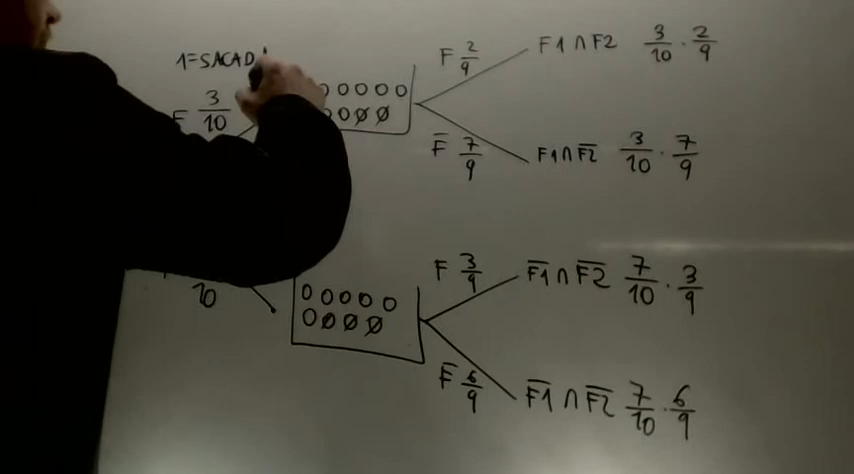 1=SACAD
F 2/9 F1∩F2 3/10 · 2/9
F 3/10
F̅ 7/9 F1∩F̅2̅ 3/10 · 7/9
F 3/9 F̅1̅ ∩ F̅2̅ 7/10 · 3/9
10
F̅ 6/9 F̅1̅ ∩ F̅2̅ 7/10 · 6/9